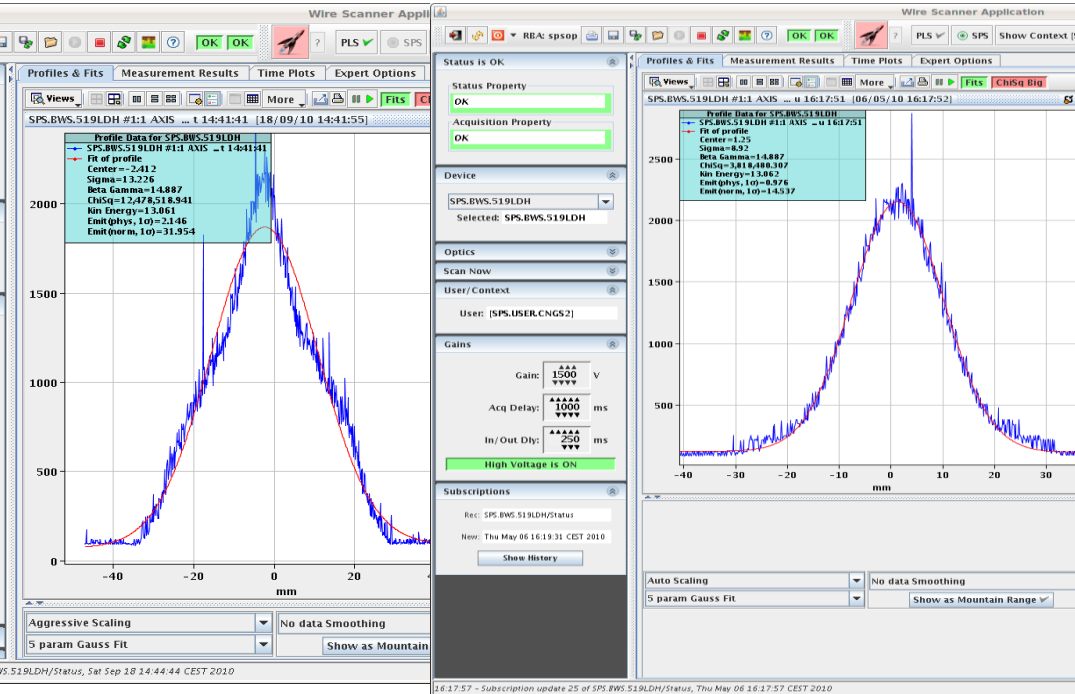 Wire Scanner Appli
OK OK ? PLS SPS
Profiles & Fits Measurement Results Time Plots Expert Options
Views More Fits
SPS.BWS.519LDH #1:1 AXIS ... t 14:41:41 [18/09/10 14:41:55]
Profile Data for SPS.BWS.519LDH
SPS.BWS.519LDH #1:1 AXIS ...t 14:41:41
Fit of profile
Center=-2.412
Sigma=13.226
Beta Gamma=14.887
ChiSq=12,478,518.941
Kin Energy=13.061
Emit(phys, 1σ)=2.146
Emit(norm, 1σ)=31.954
2000
1500
1000
500
0
-40 -20 0 20
mm
Aggressive Scaling No data Smoothing
5 param Gauss Fit Show as Mountain
WS.519LDH/Status, Sat Sep 18 14:44:44 CEST 2010
Wire Scanner Application
RBA: spsop OK OK ? PLS SPS Show Context
Status is OK
Status Property
OK
Acquisition Property
OK
Device
SPS.BWS.519LDH
Selected: SPS.BWS.519LDH
Optics
Scan Now
User/Context
User: [SPS.USER.CNGS2]
Gains
Gain: 1500 V
Acq Delay: 1000 ms
In/Out Dly: 250 ms
High Voltage is ON
Subscriptions
Rec: SPS.BWS.519LDH/Status
New: Thu May 06 16:19:31 CEST 2010
Show History
Profiles & Fits Measurement Results Time Plots Expert Options
Views More Fits ChiSq Big
SPS.BWS.519LDH #1:1 AXIS ... u 16:17:51 [06/05/10 16:17:52]
Profile Data for SPS.BWS.519LDH
SPS.BWS.519LDH #1:1 AXIS ...u 16:17:51
Fit of profile
Center=1.25
Sigma=8.92
Beta Gamma=14.887
ChiSq=3,818,480.307
Kin Energy=13.062
Emit(phys, 1σ)=0.976
Emit(norm, 1σ)=14.537
2500
2000
1500
1000
500
-40 -30 -20 -10 0 10 20 30
mm
Auto Scaling No data Smoothing
5 param Gauss Fit Show as Mountain Range
16:17:57 - Subscription update 25 of SPS.BWS.519LDH/Status, Thu May 06 16:17:57 CEST 2010